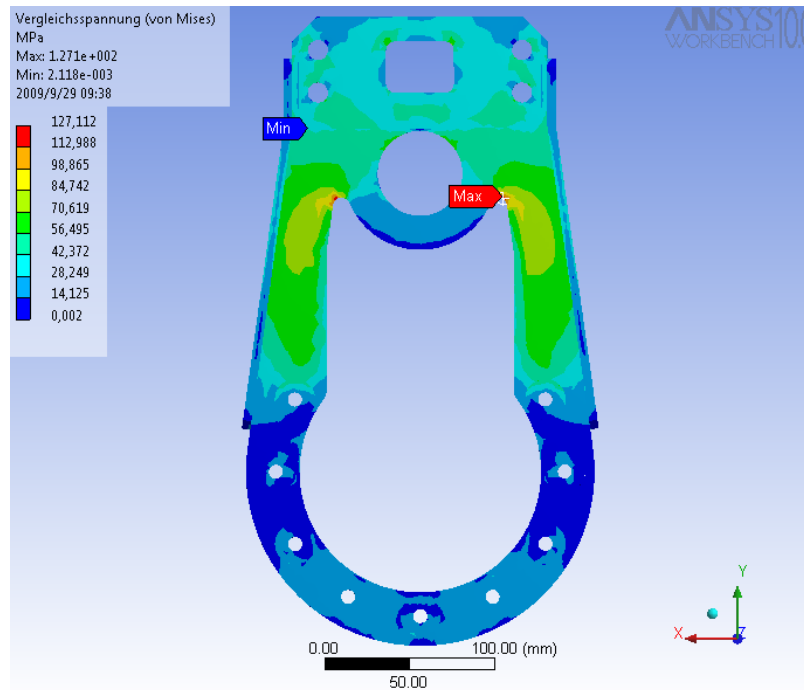 Vergleichsspannung (von Mises)
MPa
Max: 1.271e+002
Min: 2.118e-003
2009/9/29 09:38
127,112
112,988
98,865
84,742
70,619
56,495
42,372
28,249
14,125
0,002
ANSYS
WORKBENCH
Min
Max
Y
X
Z
0.00 100.00 (mm)
50.00